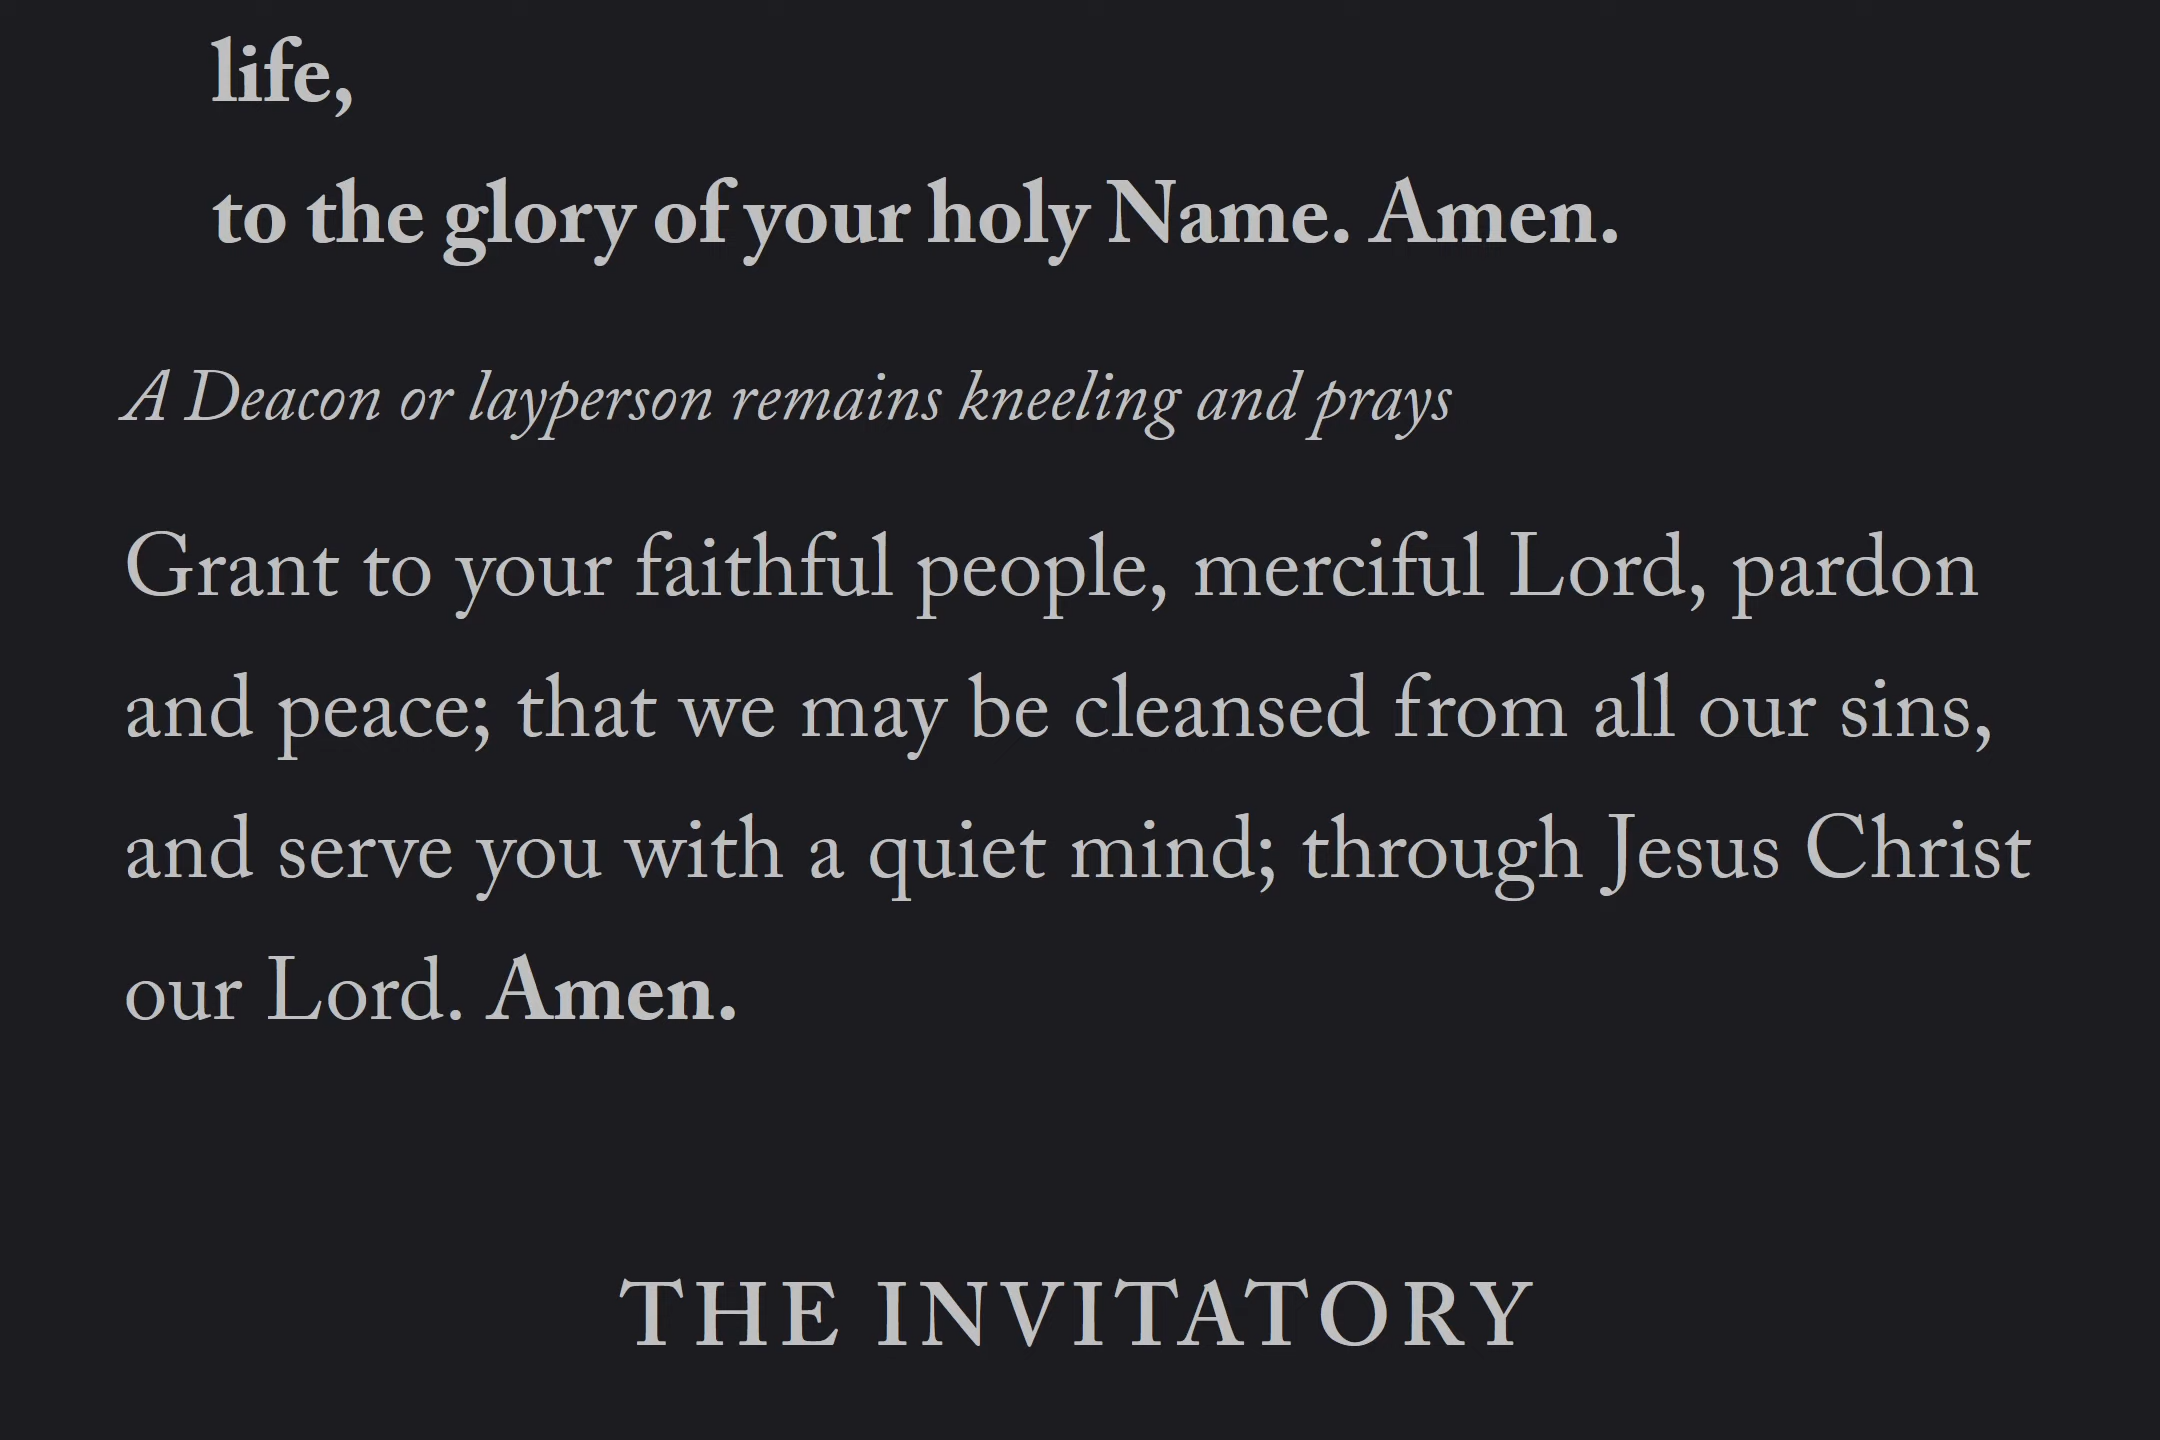 life,
to the glory of your holy Name. Amen.
A Deacon or layperson remains kneeling and prays
Grant to your faithful people, merciful Lord, pardon
and peace; that we may be cleansed from all our sins,
and serve you with a quiet mind; through Jesus Christ
our Lord. Amen.
THE INVITATORY